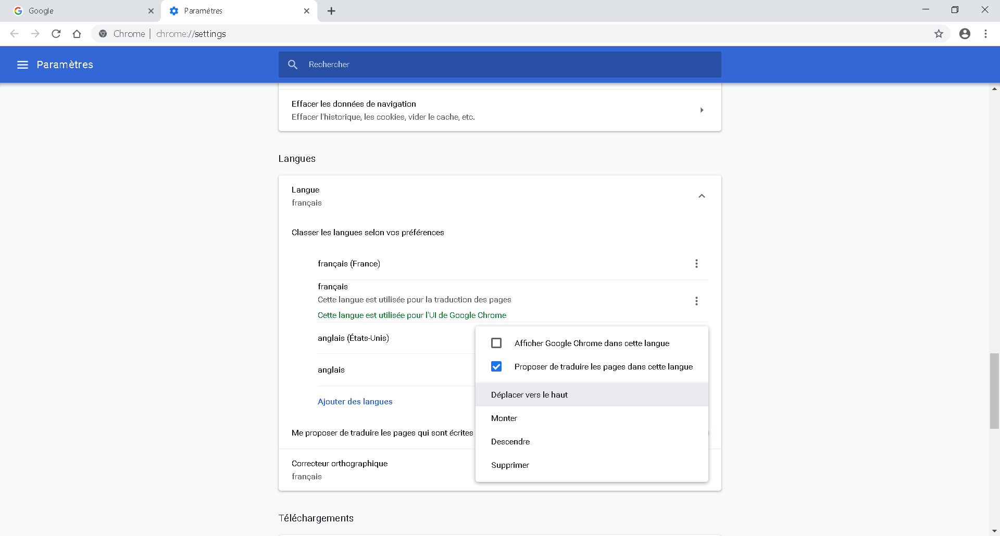 Google
Paramètres
Chrome | chrome://settings
Paramètres
Rechercher
Effacer les données de navigation
Effacer l'historique, les cookies, vider le cache, etc.
Langues
Langue
français
Classer les langues selon vos préférences
français (France)
français
Cette langue est utilisée pour la traduction des pages
Cette langue est utilisée pour l'UI de Google Chrome
anglais (États-Unis)
anglais
Ajouter des langues
Me proposer de traduire les pages qui sont écrites
Correcteur orthographique
français
Afficher Google Chrome dans cette langue
Proposer de traduire les pages dans cette langue
Déplacer vers le haut
Monter
Descendre
Supprimer
Téléchargements